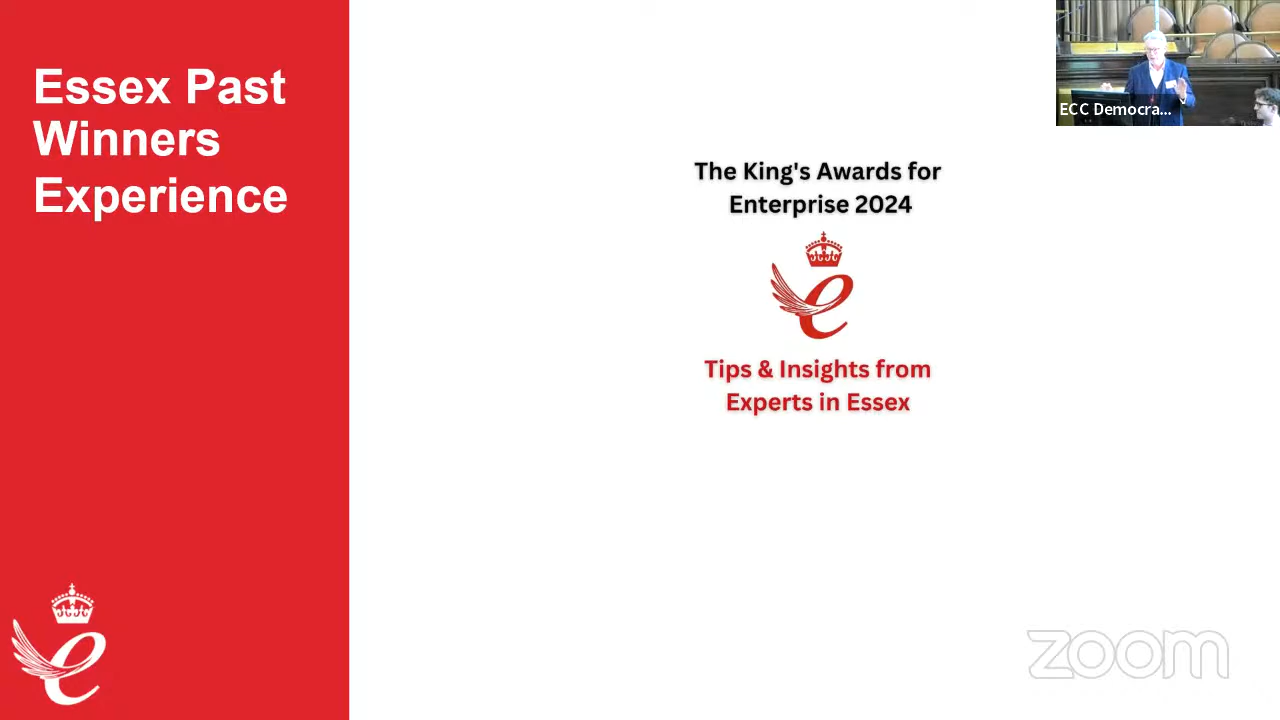 Essex Past
Winners
Experience
ECC Democra...
The King's Awards for
Enterprise 2024
Tips & Insights from
Experts in Essex
zoom